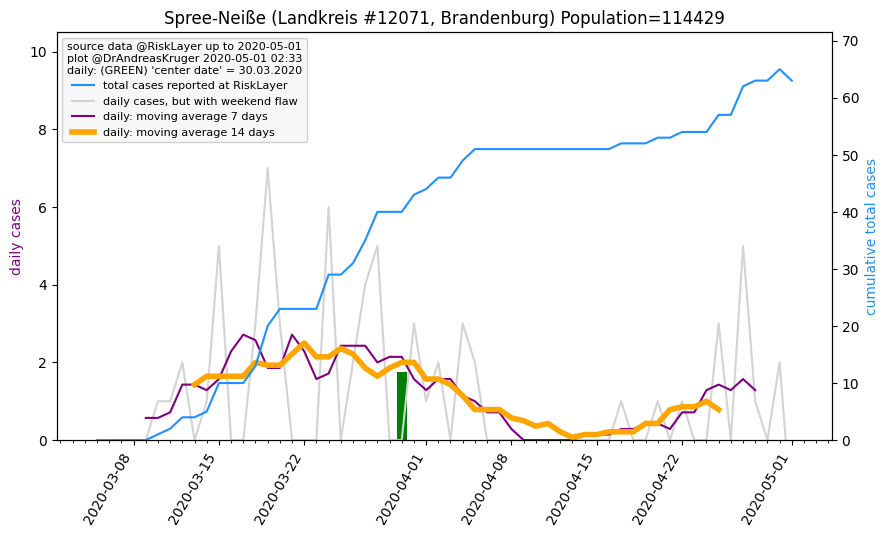 Spree-Neiße (Landkreis #12071, Brandenburg) Population=114429
source data @RiskLayer up to 2020-05-01
plot @DrAndreasKruger 2020-05-01 02:33
daily: (GREEN) 'center date' = 30.03.2020
total cases reported at RiskLayer
daily cases, but with weekend flaw
daily: moving average 7 days
daily: moving average 14 days
daily cases
10
8
6
4
2
0
70
60
50
40
30
20
10
0
cumulative total cases
2020-03-08
2020-03-15
2020-03-22
2020-04-01
2020-04-08
2020-04-15
2020-04-22
2020-05-01